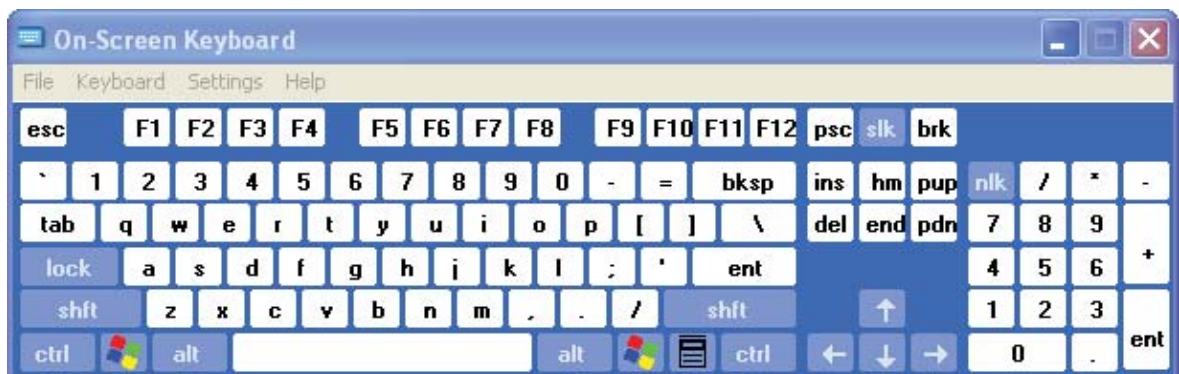 On-Screen Keyboard
File Keyboard Settings Help
esc F1 F2 F3 F4 F5 F6 F7 F8 F9 F10 F11 F12 psc slk brk
` 1 2 3 4 5 6 7 8 9 0 - = bksp ins hm pup nlk / * -
tab q w e r t y u i o p [ ] \ del end pdn 7 8 9 +
lock a s d f g h j k l ; ' ent 4 5 6
shft z x c v b n m , . / shft ↑ 1 2 3 ent
ctrl alt alt ctrl ← ↓ → 0 .